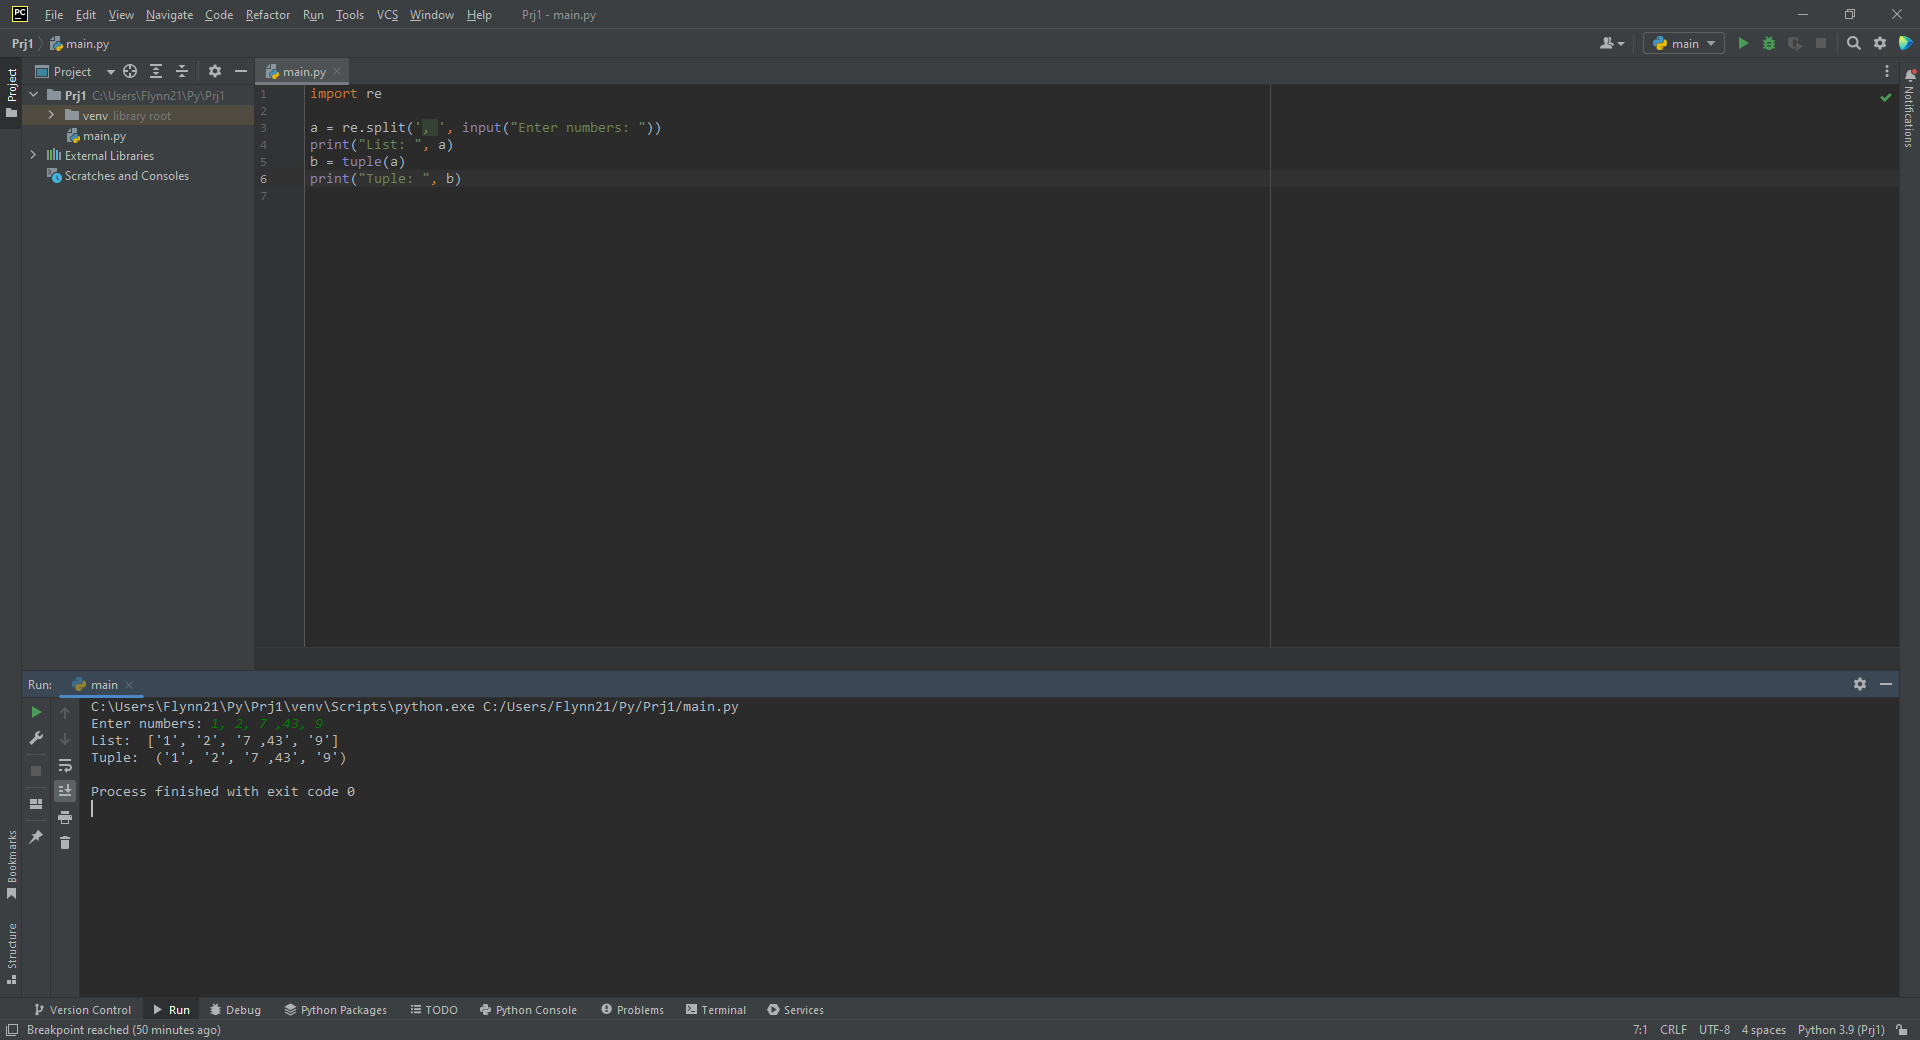 PC File Edit View Navigate Code Refactor Run Tools VCS Window Help Prj1 - main.py
Prj1 main.py main
Project
Project main.py
Prj1 C:\Users\Flynn21\Py\Prj1
venv library root
main.py
External Libraries
Scratches and Consoles
1 import re
2
3 a = re.split(', ', input("Enter numbers: "))
4 print("List: ", a)
5 b = tuple(a)
6 print("Tuple: ", b)
7
Notifications
Run: main
C:\Users\Flynn21\Py\Prj1\venv\Scripts\python.exe C:/Users/Flynn21/Py/Prj1/main.py
Enter numbers: 1, 2, 7 ,43, 9
List:  ['1', '2', '7 ,43', '9']
Tuple:  ('1', '2', '7 ,43', '9')
Process finished with exit code 0
Bookmarks
Structure
Version Control Run Debug Python Packages TODO Python Console Problems Terminal Services
Breakpoint reached (50 minutes ago) 7:1 CRLF UTF-8 4 spaces Python 3.9 (Prj1)